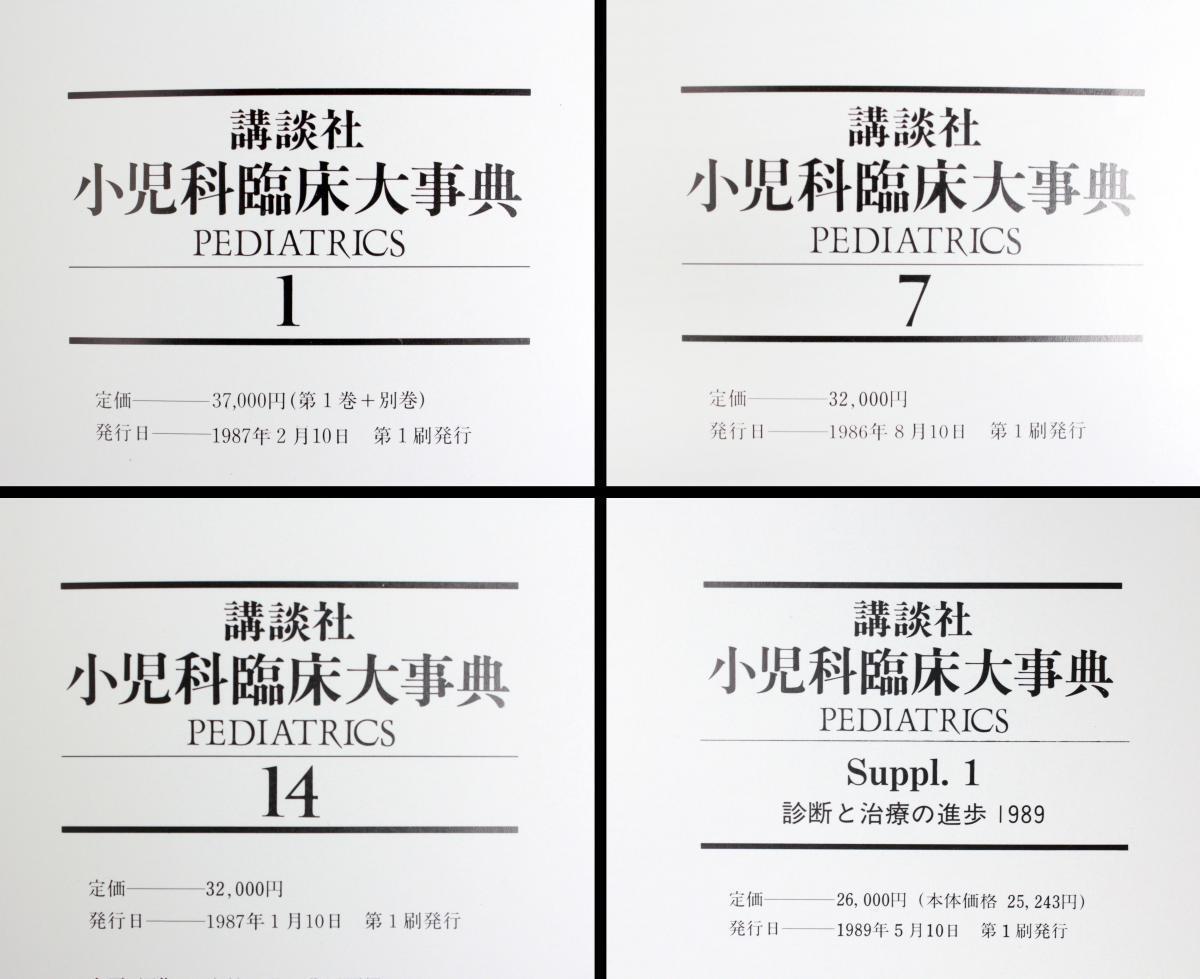 講談社
小児科臨床大事典
PEDIATRICS
1
定価―――37,000円(第1巻+別巻)
発行日―――1987年2月10日　第1刷発行
講談社
小児科臨床大事典
PEDIATRICS
7
定価―――32,000円
発行日―――1986年8月10日　第1刷発行
講談社
小児科臨床大事典
PEDIATRICS
14
定価―――32,000円
発行日―――1987年1月10日　第1刷発行
講談社
小児科臨床大事典
PEDIATRICS
Suppl. 1
診断と治療の進歩 1989
定価―――26,000円 (本体価格 25,243円)
発行日―――1989年5月10日　第1刷発行